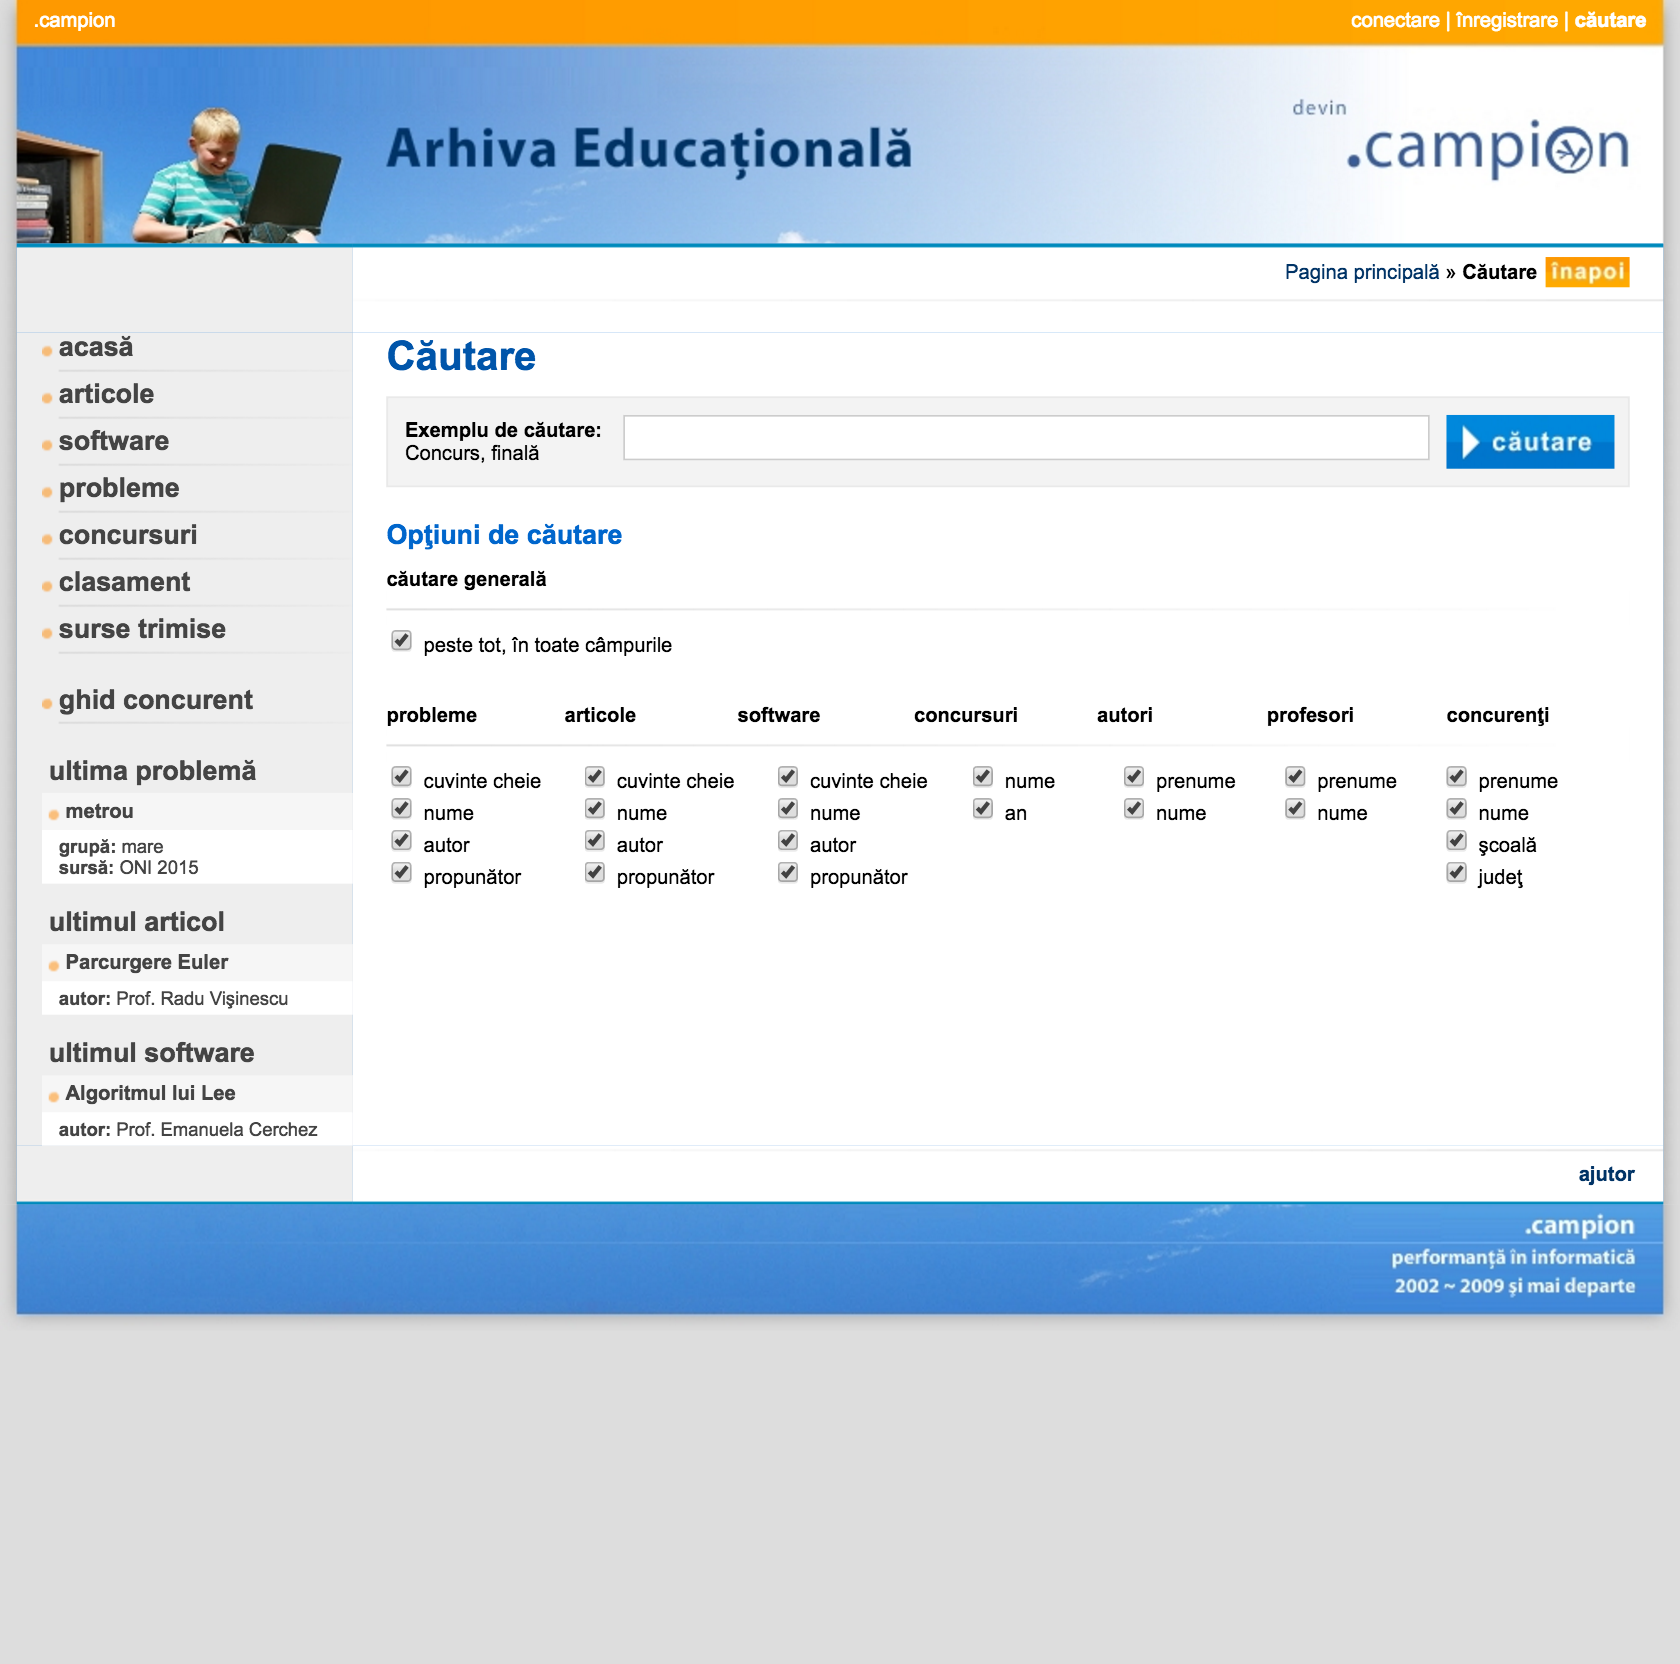 .campion
conectare | înregistrare | căutare
Arhiva Educațională
devin
.campion
Pagina principală » Căutare înapoi
acasă
articole
software
probleme
concursuri
clasament
surse trimise
ghid concurent
ultima problemă
metrou
grupă: mare
sursă: ONI 2015
ultimul articol
Parcurgere Euler
autor: Prof. Radu Vişinescu
ultimul software
Algoritmul lui Lee
autor: Prof. Emanuela Cerchez
Căutare
Exemplu de căutare:
Concurs, finală
căutare
Opţiuni de căutare
căutare generală
peste tot, în toate câmpurile
probleme articole software concursuri autori profesori concurenţi
cuvinte cheie cuvinte cheie cuvinte cheie nume prenume prenume prenume
nume nume nume an nume nume nume
autor autor autor şcoală
propunător propunător propunător judeţ
ajutor
.campion
performanță în informatică
2002 ~ 2009 și mai departe